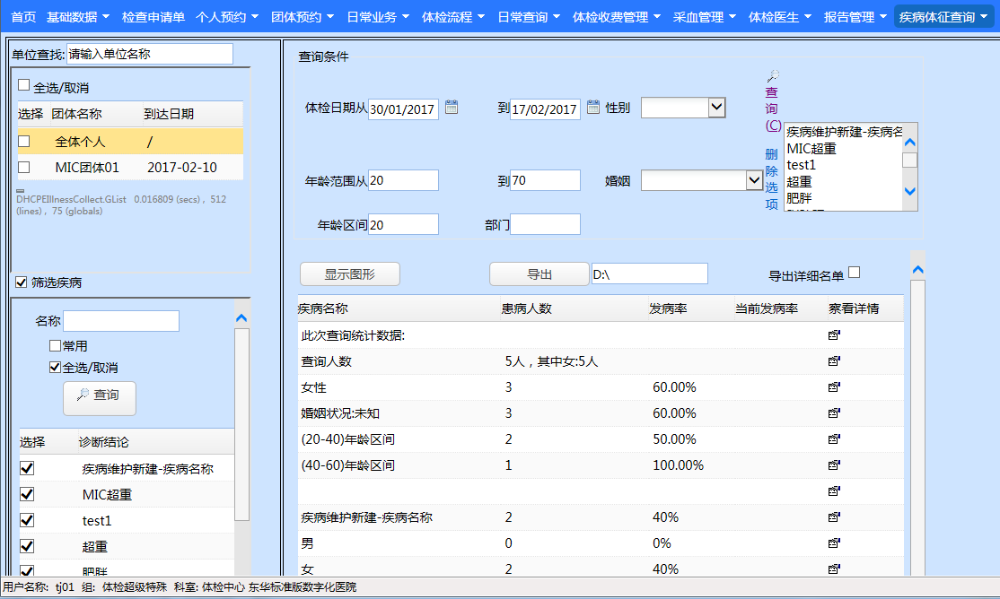 首页 基础数据 检查申请单 个人预约 团体预约 日常业务 体检流程 日常查询 体检收费管理 采血管理 体检医生 报告管理 疾病体征查询
单位查找: 请输入单位名称
全选/取消
选择 团体名称 到达日期
全体个人 /
MIC团体01 2017-02-10
DHCPEIllnessCollect.GList 0.016809 (secs) , 512
(lines) , 75 (globals)
筛选疾病
名称
常用
全选/取消
查询
选择 诊断结论
疾病维护新建-疾病名称
MIC超重
test1
超重
肥胖
查询条件
体检日期从 30/01/2017 到 17/02/2017 性别
年龄范围从 20 到 70 婚姻
年龄区间 20 部门
查
询
(C)
删
除
选
项
疾病维护新建-疾病名
MIC超重
test1
超重
肥胖
显示图形 导出 D:\ 导出详细名单
疾病名称 患病人数 发病率 当前发病率 察看详情
此次查询统计数据:
查询人数 5人，其中女:5人
女性 3 60.00%
婚姻状况:未知 3 60.00%
(20-40)年龄区间 2 50.00%
(40-60)年龄区间 1 100.00%
疾病维护新建-疾病名称 2 40%
男 0 0%
女 2 40%
用户名称: tj01 组: 体检超级特殊 科室: 体检中心 东华标准版数字化医院